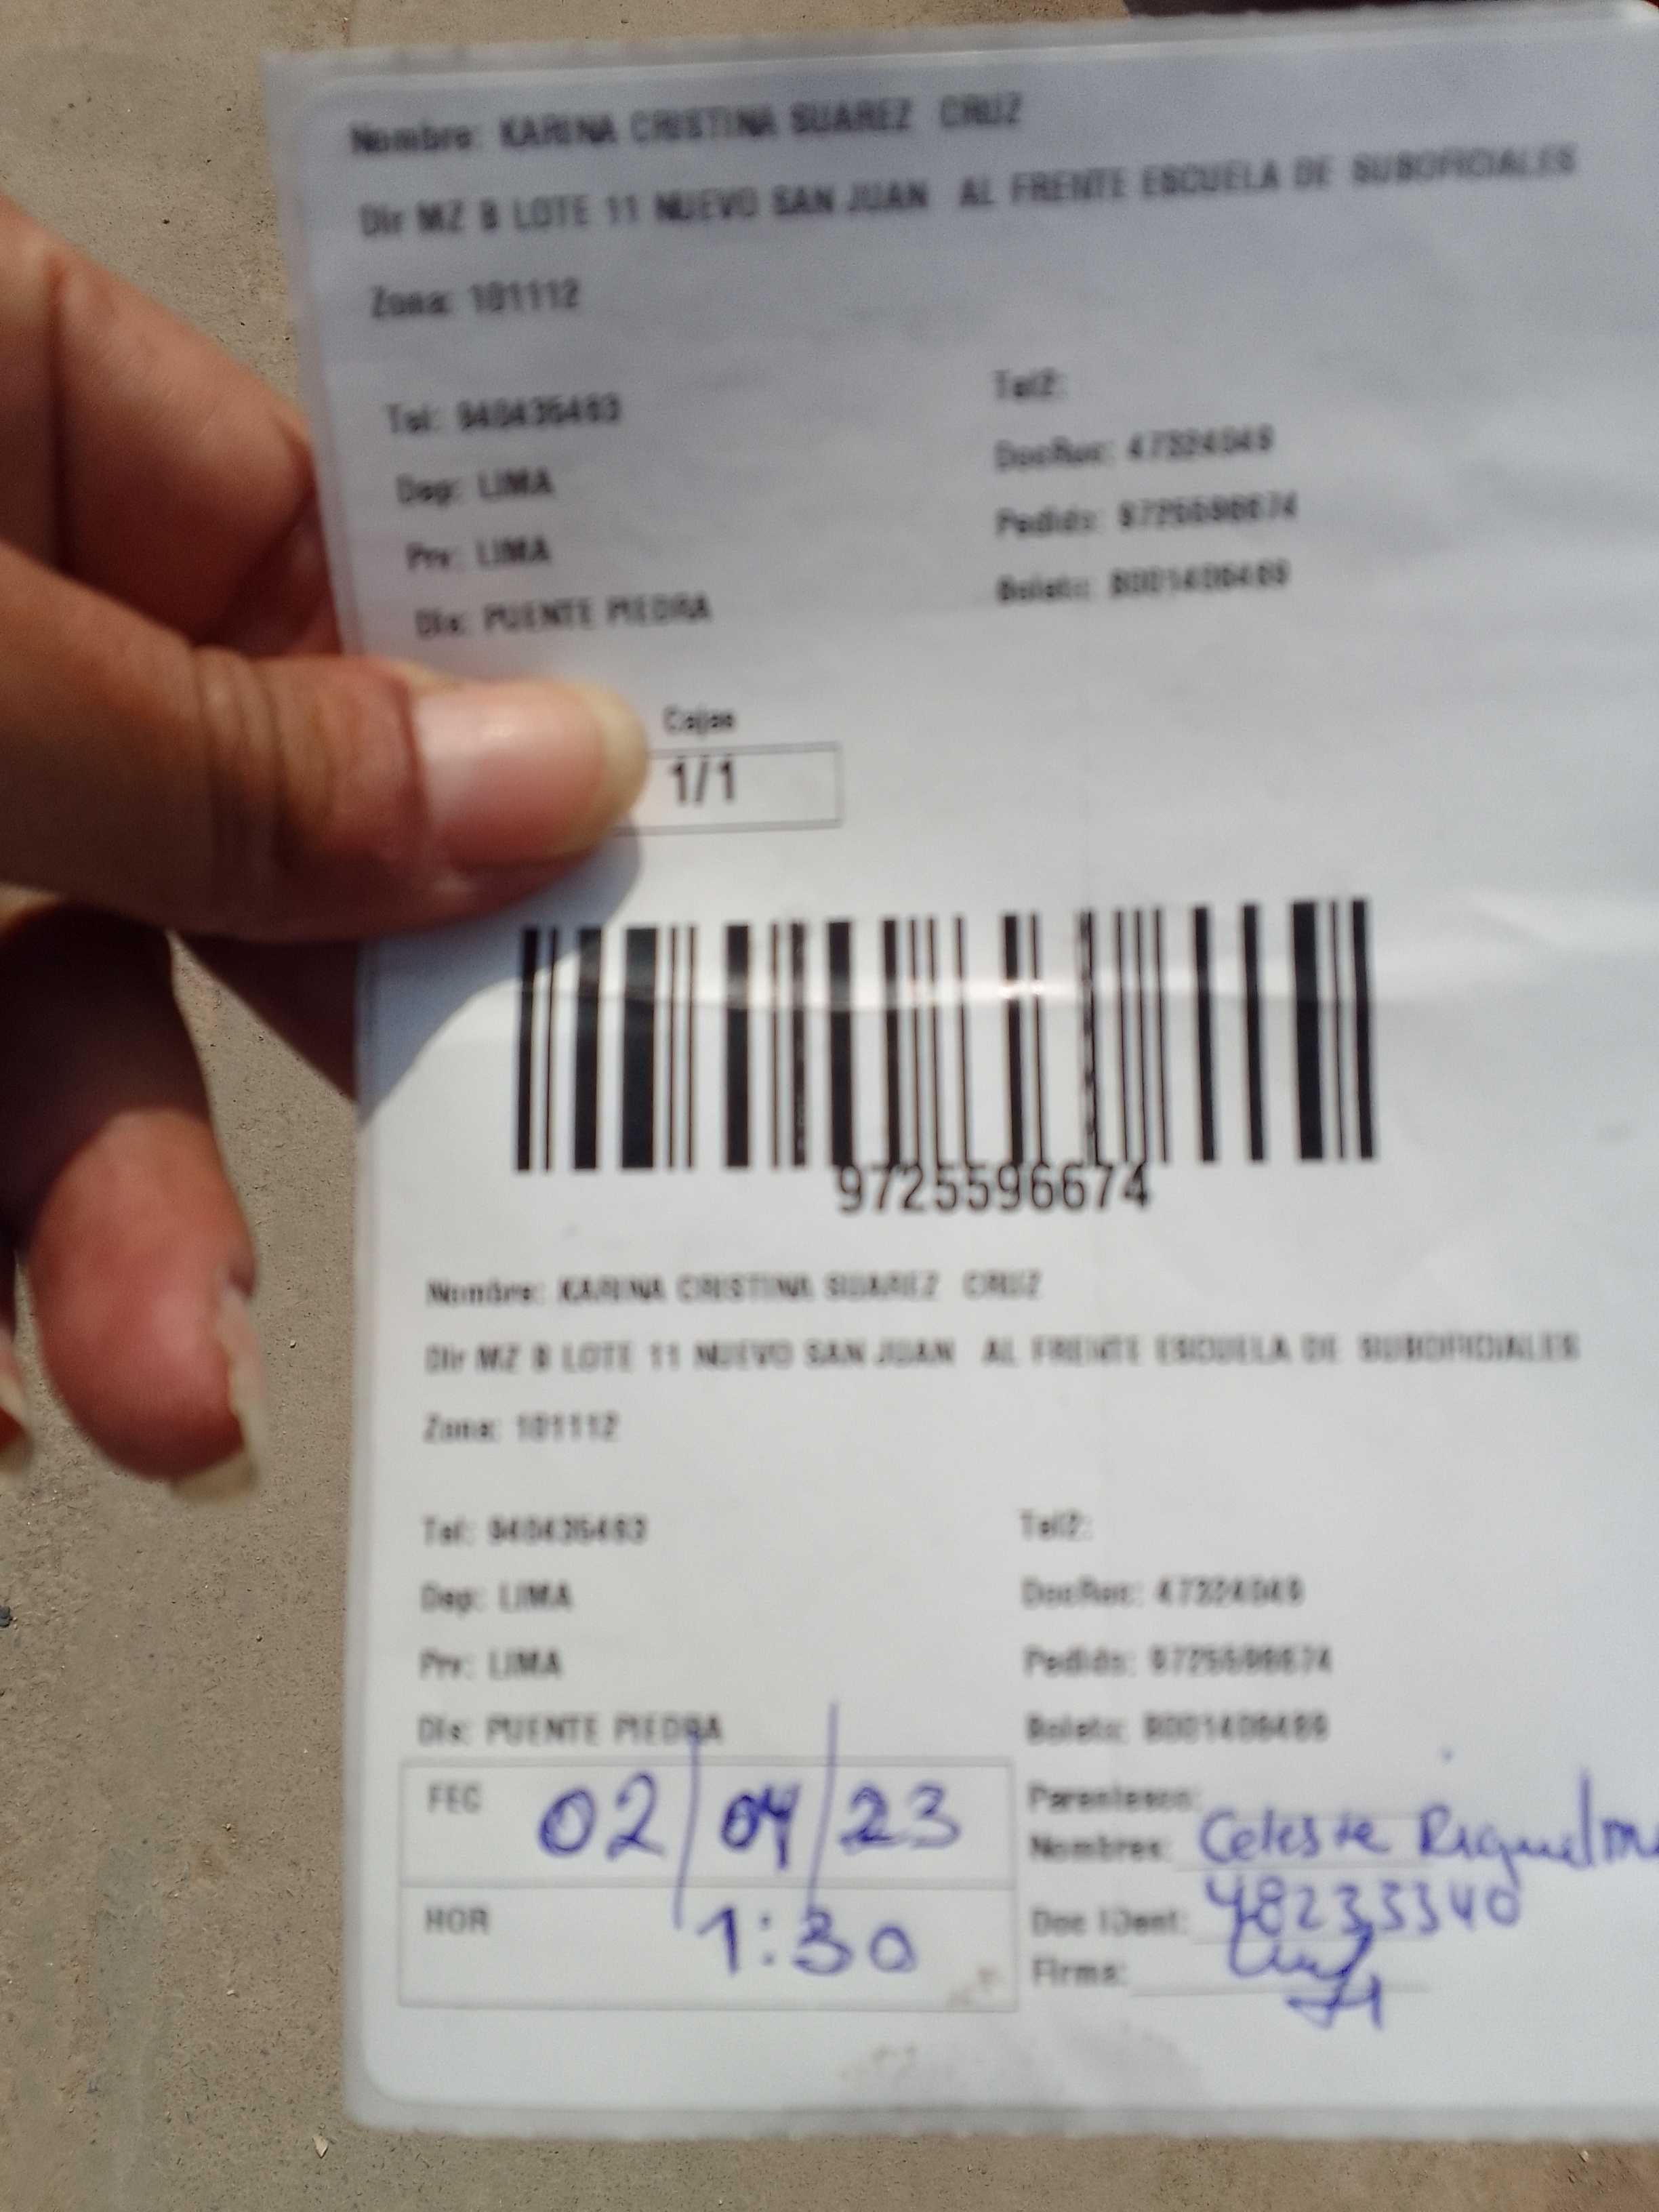 Nombre: KARINA CRISTINA SUAREZ CRUZ
Dir MZ B LOTE 11 NUEVO SAN JUAN AL FRENTE ESCUELA DE SUBOFICIALES
Zona: 101112
Tel: 940435463
Tel2:
Dep: LIMA
DocRuc: 47324049
Prv: LIMA
Pedido: 9725596674
Dis: PUENTE PIEDRA
Boleta:
Cajas
1/1
9725596674
Nombre: KARINA CRISTINA SUAREZ CRUZ
Dir MZ B LOTE 11 NUEVO SAN JUAN AL FRENTE ESCUELA DE SUBOFICIALES
Zona: 101112
Tel: 940435463
Tel2:
Dep: LIMA
DocRuc: 47324049
Prv: LIMA
Pedido: 9725596674
Dis: PUENTE PIEDRA
Boleta:
FEC 02/04/23
Parentesco:
Nombres: Celeste
HOR 1:30
Doc IDent: 48233340
Firma: